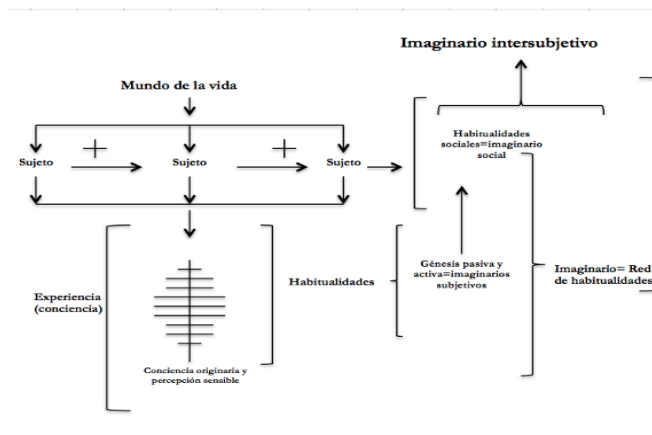 Imaginario intersubjetivo
Mundo de la vida
Sujeto
+
Sujeto
+
Sujeto
Habitualidades
sociales=imaginario
social
Experiencia
(conciencia)
Conciencia originaria y
percepción sensible
Habitualidades
Génesis pasiva y
activa=imaginarios
subjetivos
Imaginario= Red
de habitualidades